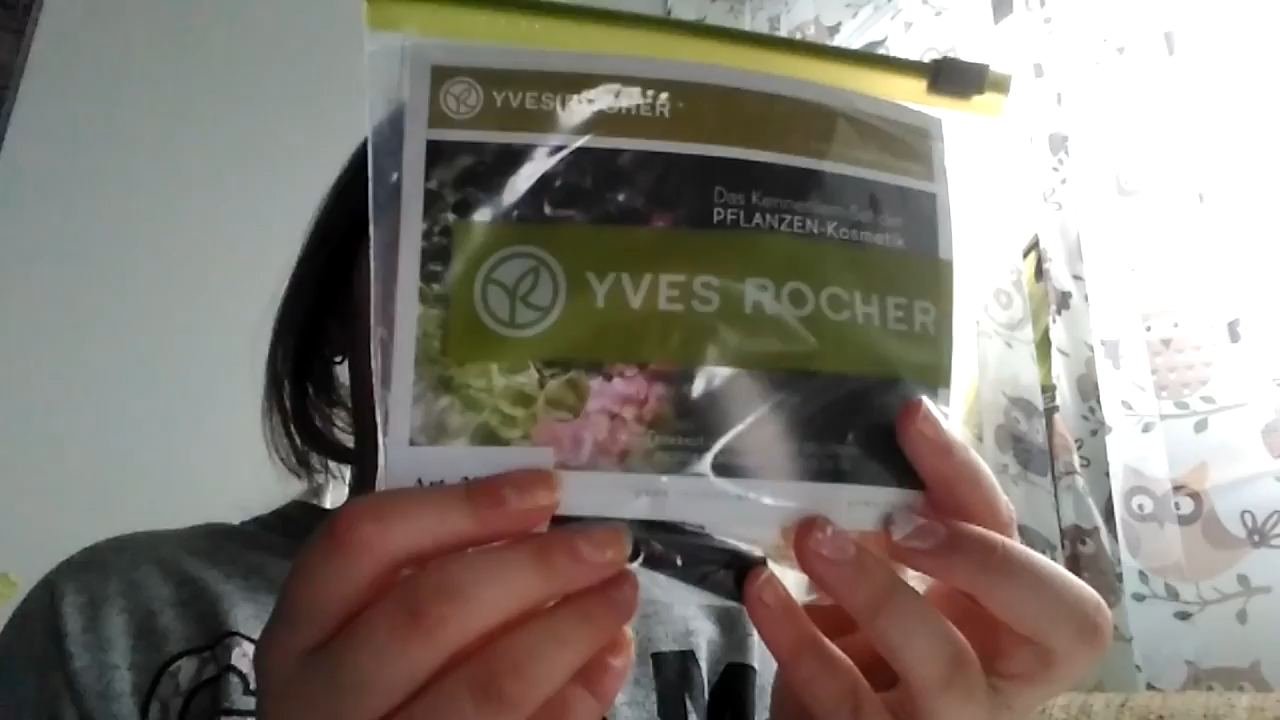 YVES ROCHER
Das Kennenlern-Set der
PFLANZEN-Kosmetik
YVES ROCHER